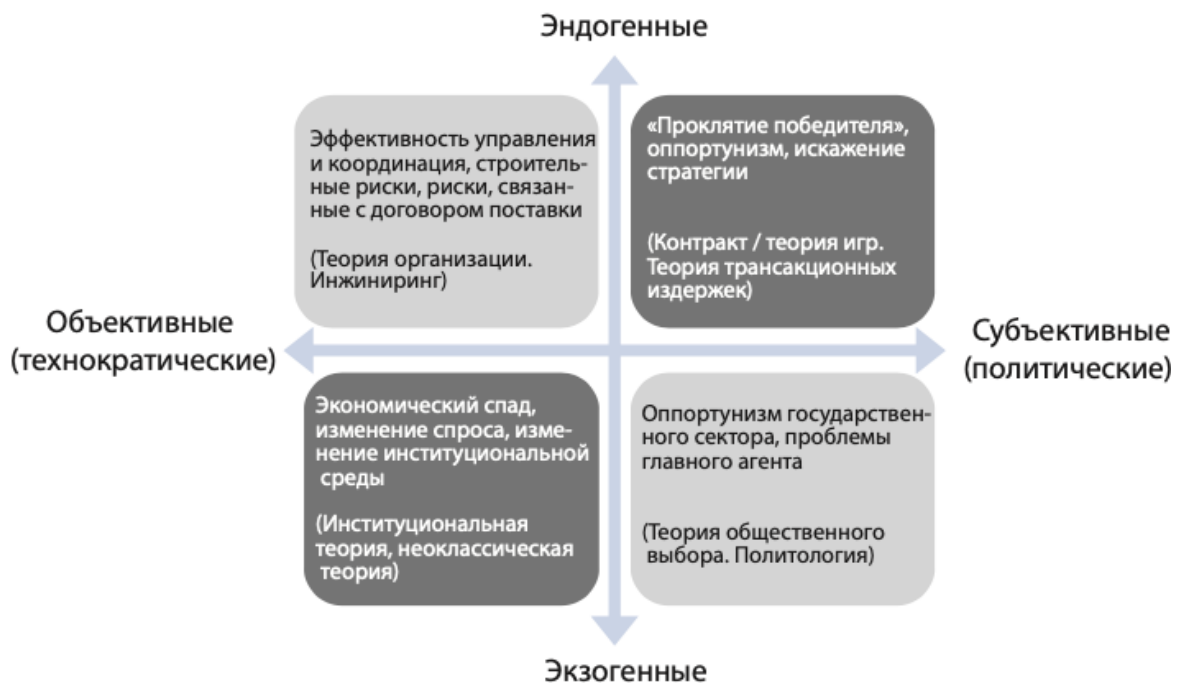 Эндогенные
Эффективность управления
и координация, строитель-
ные риски, риски, связан-
ные с договором поставки
(Теория организации.
Инжиниринг)
«Проклятие победителя»,
оппортунизм, искажение
стратегии
(Контракт / теория игр.
Теория трансакционных
издержек)
Объективные
(технократические)
Субъективные
(политические)
Экономический спад,
изменение спроса, изме-
нение институциональной
среды
(Институциональная
теория, неоклассическая
теория)
Оппортунизм государствен-
ного сектора, проблемы
главного агента
(Теория общественного
выбора. Политология)
Экзогенные